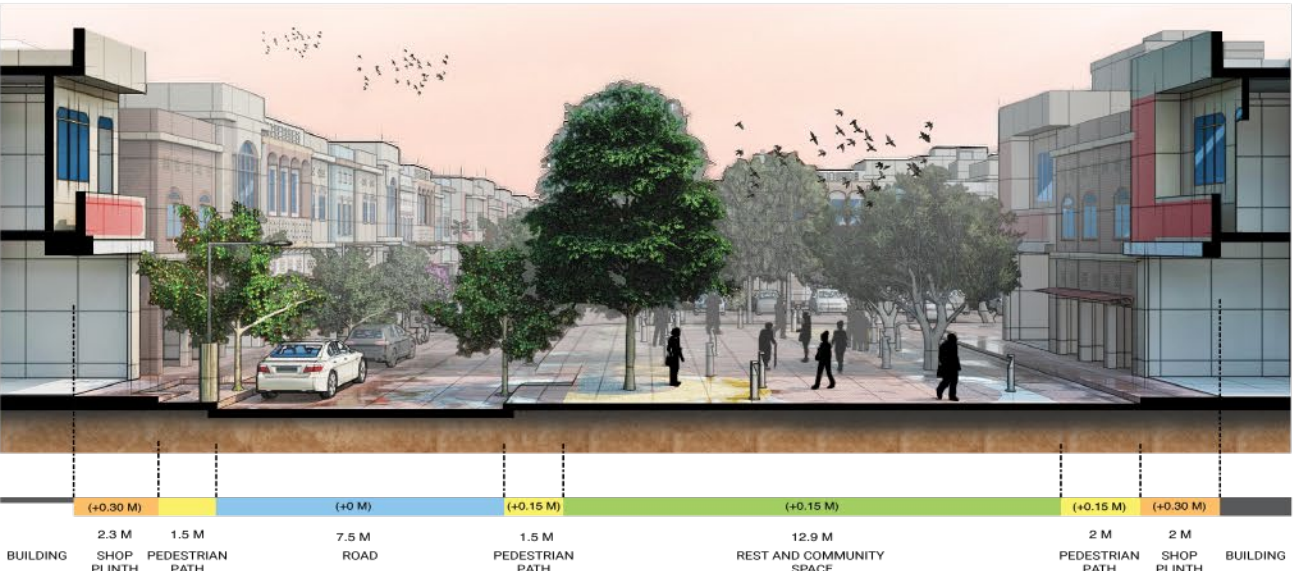 (+0.30 M) (+0 M) (+0.15 M) (+0.15 M) (+0.15 M) (+0.30 M)
2.3 M 1.5 M 7.5 M 1.5 M 12.9 M 2 M 2 M
BUILDING SHOP PEDESTRIAN ROAD PEDESTRIAN REST AND COMMUNITY PEDESTRIAN SHOP BUILDING
PLINTH PATH PATH SPACE PATH PLINTH